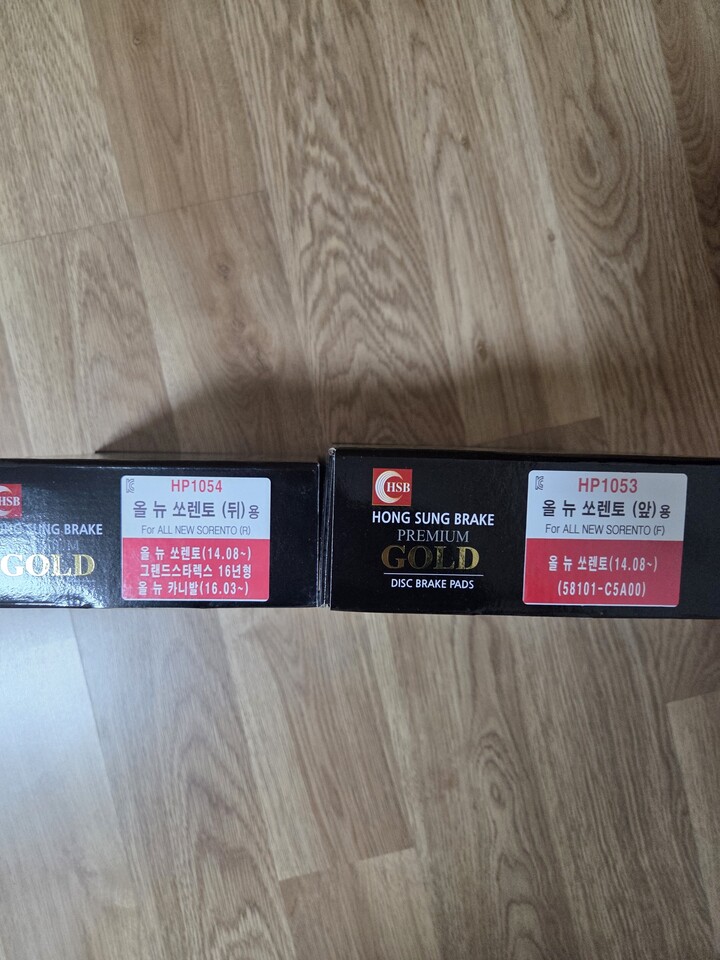 HSB
HONG SUNG BRAKE
GOLD
HP1054
올 뉴 쏘렌토 (뒤)용
For ALL NEW SORENTO (R)
올 뉴 쏘렌토(14.08~)
그랜드스타렉스 16년형
올 뉴 카니발(16.03~)
HSB
HONG SUNG BRAKE
PREMIUM
GOLD
DISC BRAKE PADS
HP1053
올 뉴 쏘렌토 (앞)용
For ALL NEW SORENTO (F)
올 뉴 쏘렌토(14.08~)
(58101-C5A00)